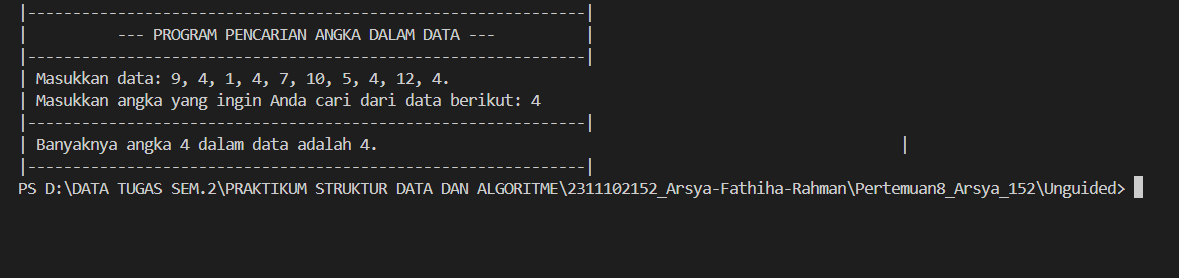 |--------------------------------------------------------------|
|          --- PROGRAM PENCARIAN ANGKA DALAM DATA ---          |
|--------------------------------------------------------------|
| Masukkan data: 9, 4, 1, 4, 7, 10, 5, 4, 12, 4.
| Masukkan angka yang ingin Anda cari dari data berikut: 4
|--------------------------------------------------------------|
| Banyaknya angka 4 dalam data adalah 4.                                                          |
|--------------------------------------------------------------|
PS D:\DATA TUGAS SEM.2\PRAKTIKUM STRUKTUR DATA DAN ALGORITME\2311102152_Arsya-Fathiha-Rahman\Pertemuan8_Arsya_152\Unguided>